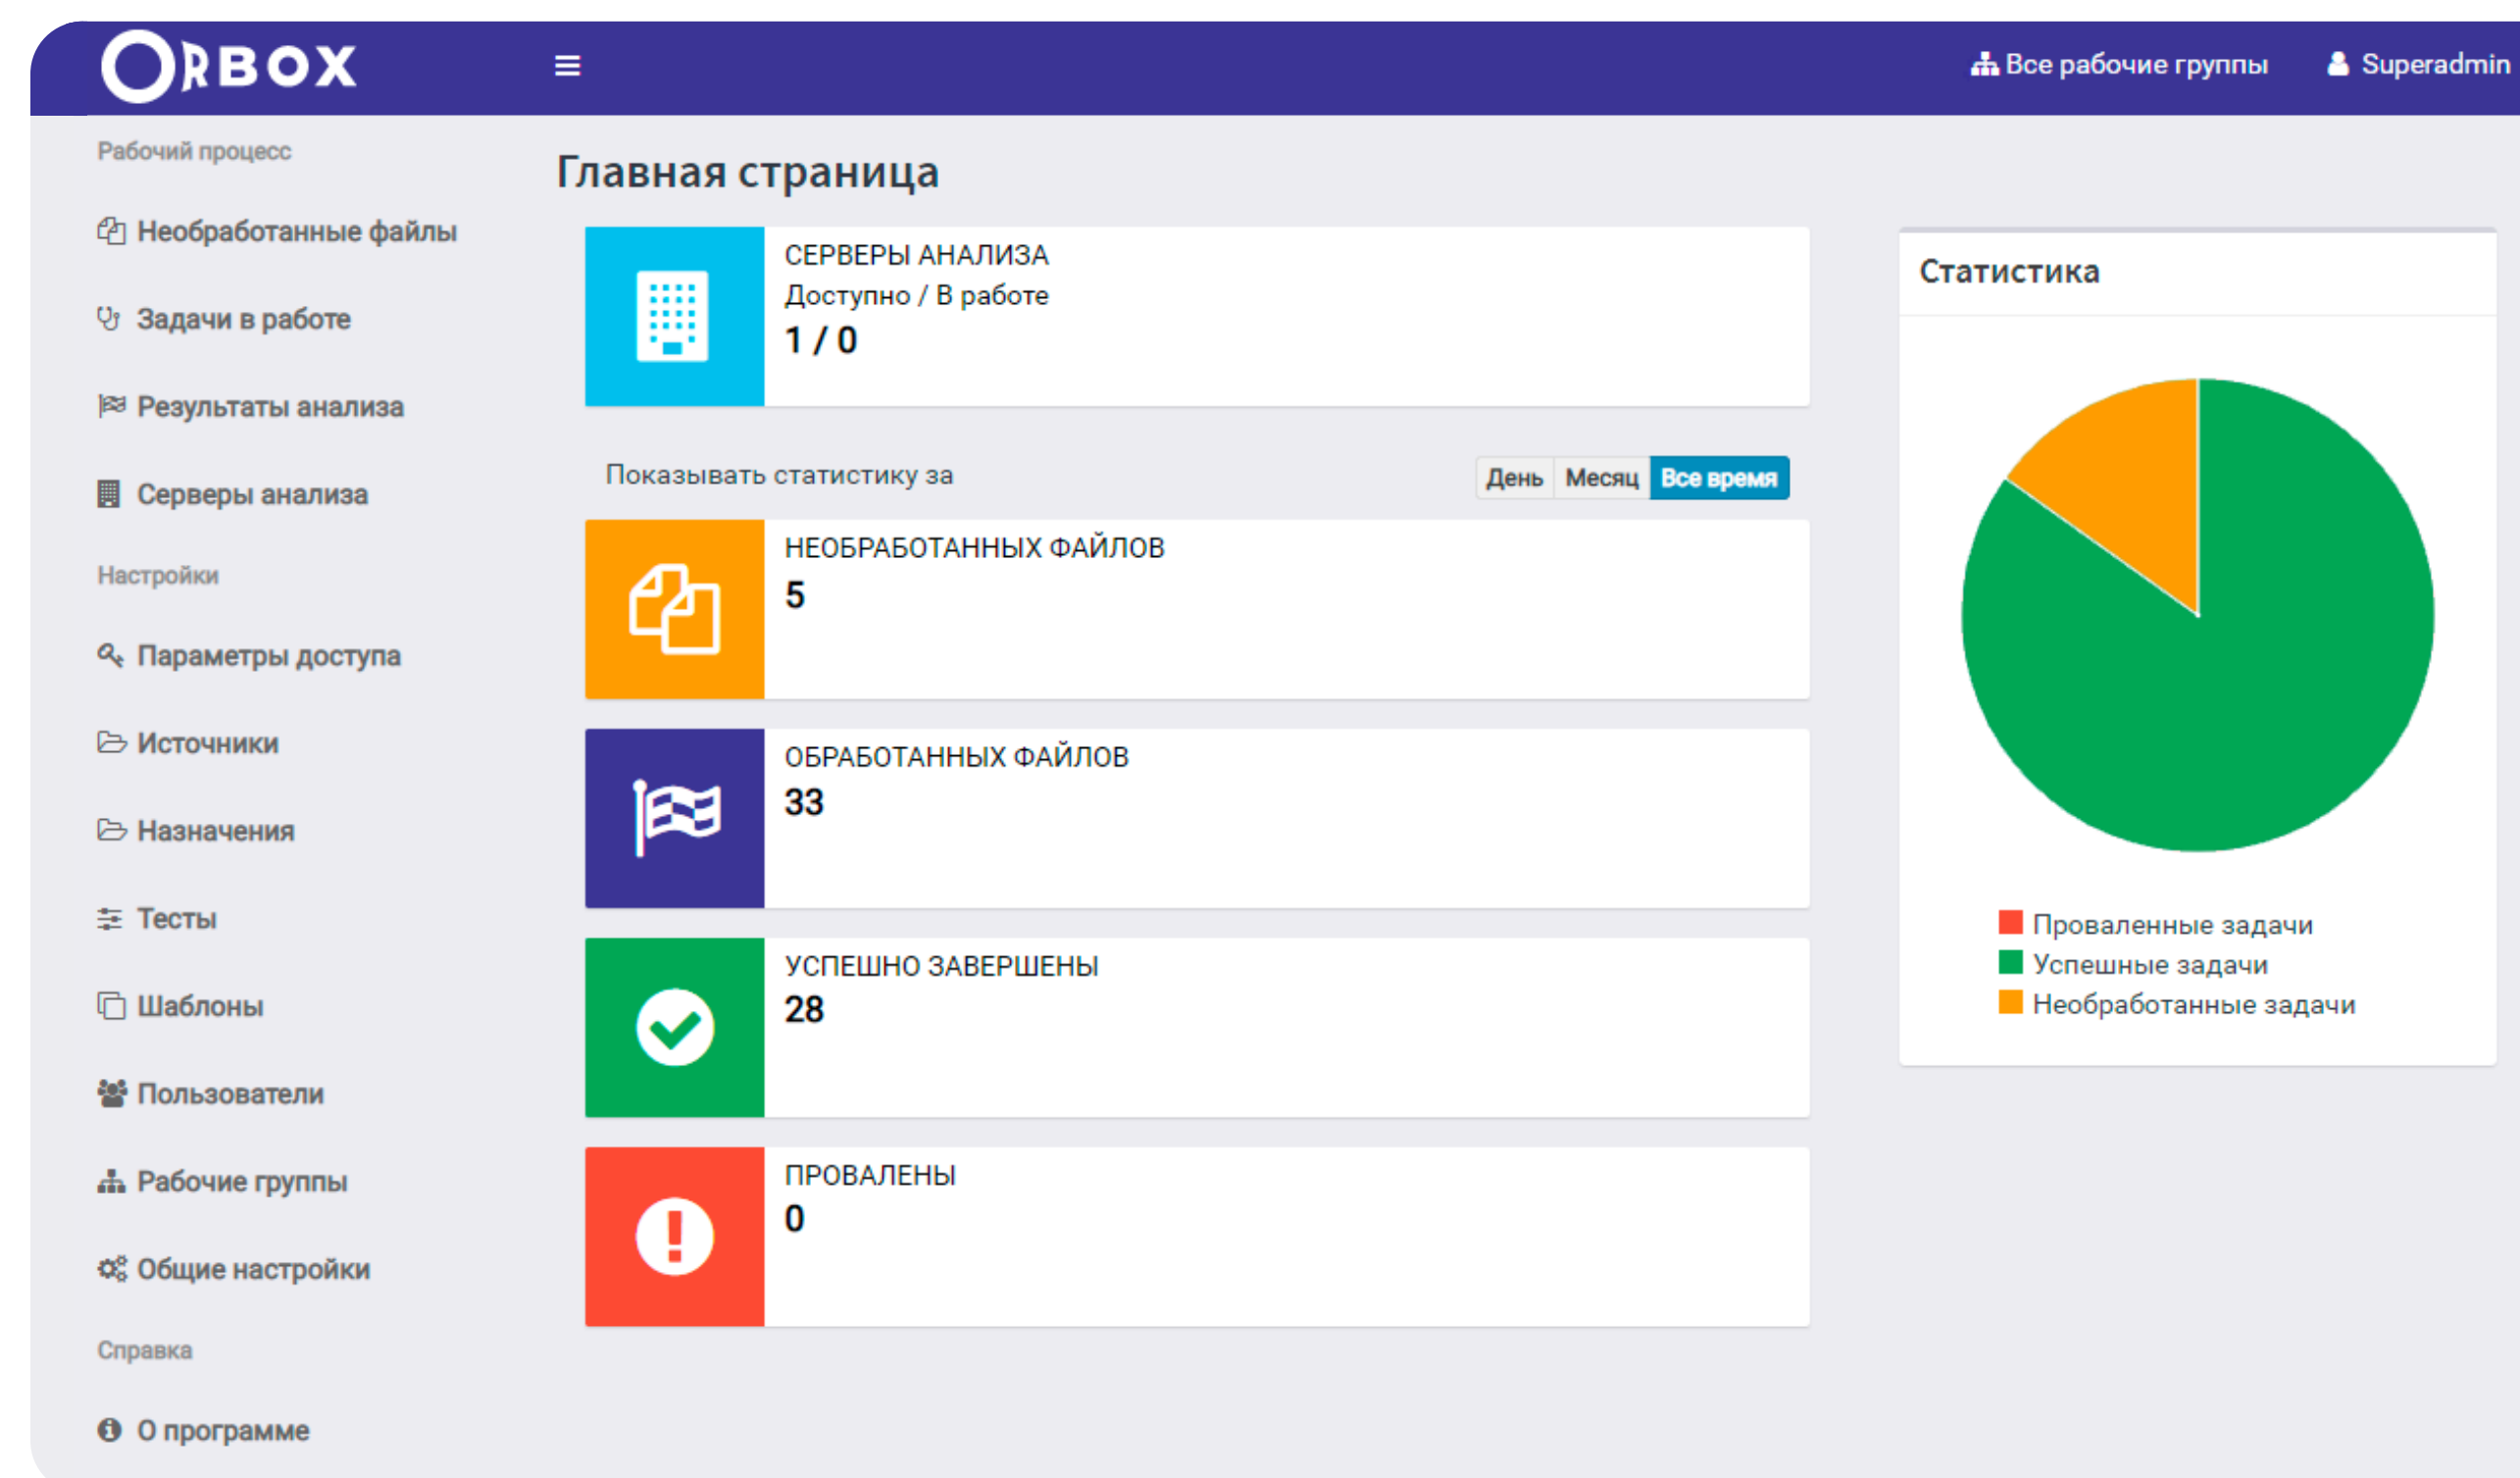 ORBOX
Все рабочие группы
Superadmin
Рабочий процесс
Необработанные файлы
Задачи в работе
Результаты анализа
Серверы анализа
Настройки
Параметры доступа
Источники
Назначения
Тесты
Шаблоны
Пользователи
Рабочие группы
Общие настройки
Справка
О программе
Главная страница
СЕРВЕРЫ АНАЛИЗА
Доступно / В работе
1 / 0
Показывать статистику за
День Месяц Все время
НЕОБРАБОТАННЫХ ФАЙЛОВ
5
ОБРАБОТАННЫХ ФАЙЛОВ
33
УСПЕШНО ЗАВЕРШЕНЫ
28
ПРОВАЛЕНЫ
0
Статистика
Проваленные задачи
Успешные задачи
Необработанные задачи